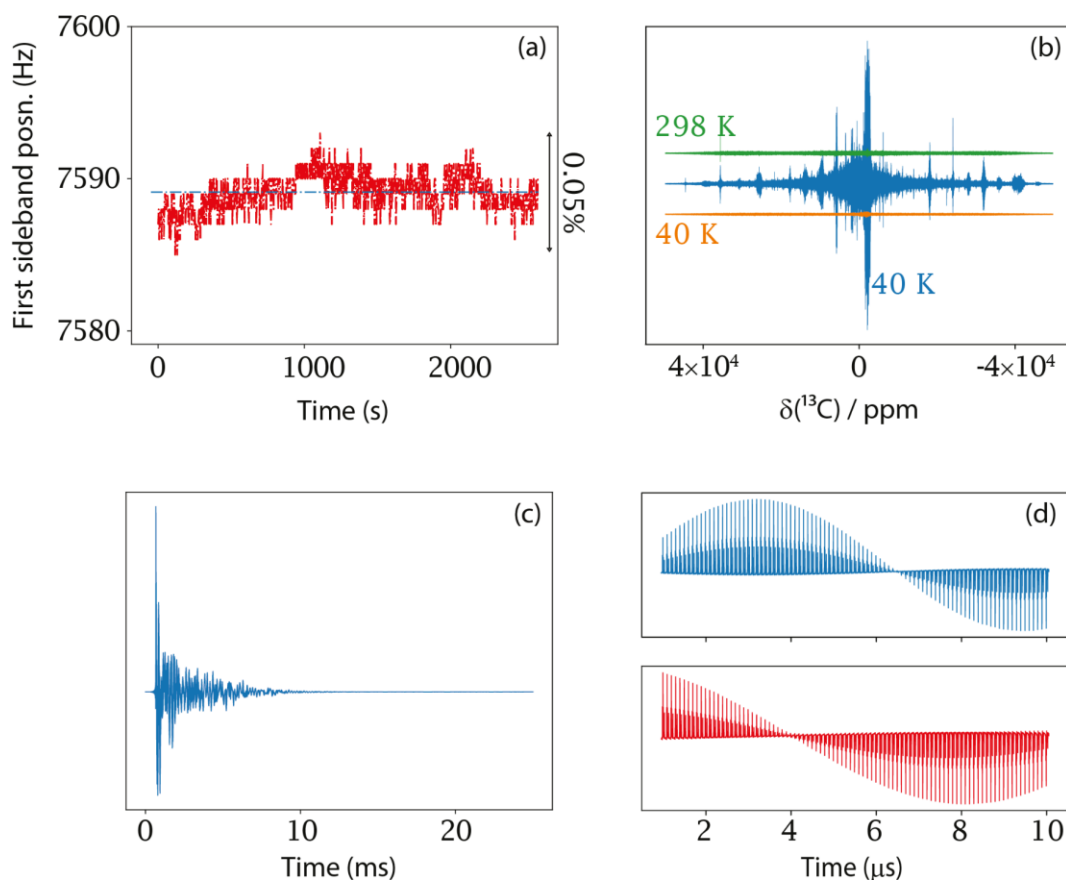 (a)
First sideband posn. (Hz)
7600
7590
7580
0.05%
0 1000 2000
Time (s)
(b)
298 K
40 K
40 K
4×10⁴ 0 -4×10⁴
δ(¹³C) / ppm
(c)
0 10 20
Time (ms)
(d)
2 4 6 8 10
Time (μs)